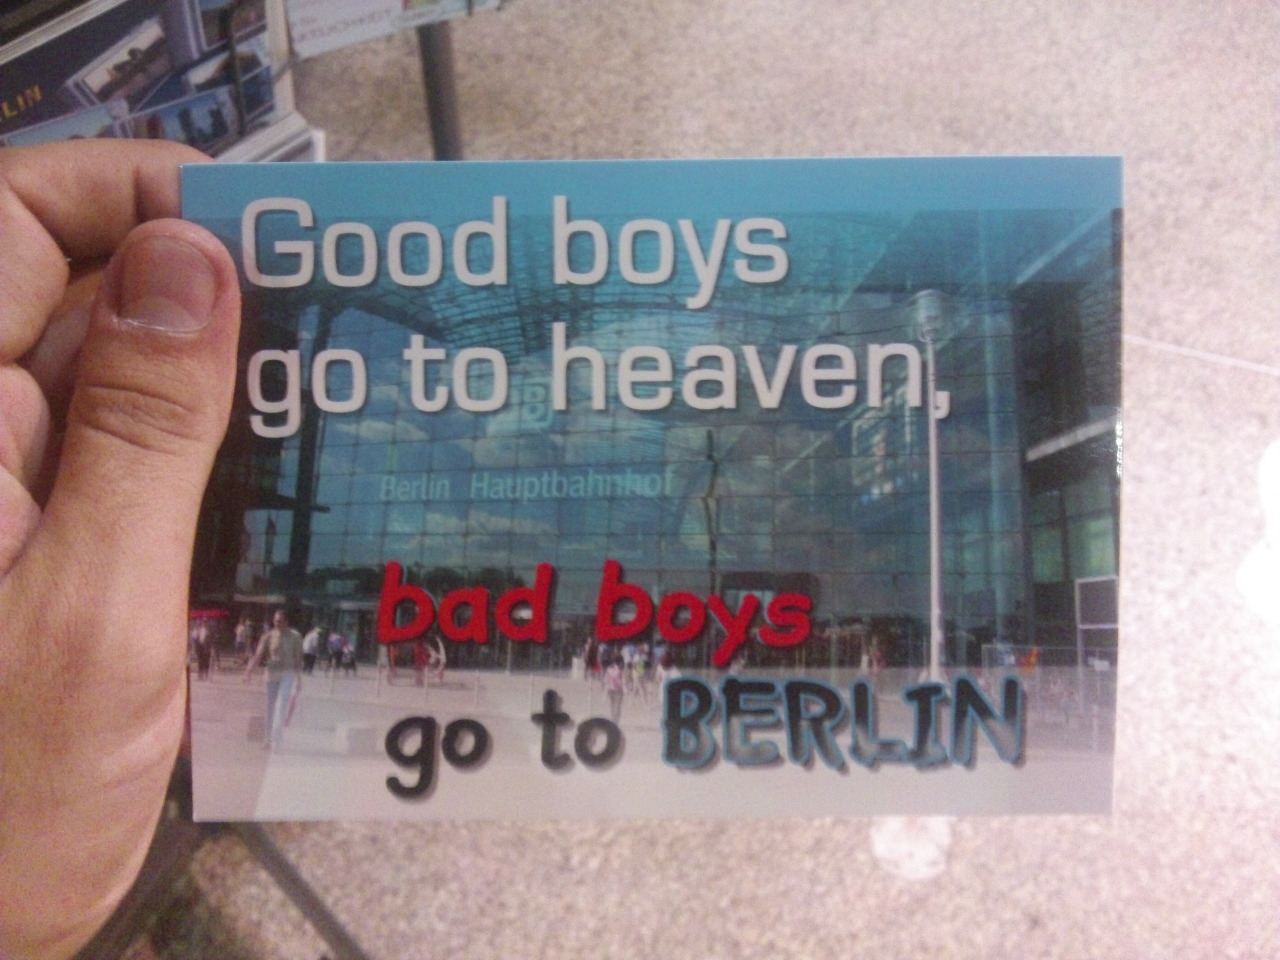 Good boys
go to heaven,
Berlin Hauptbahnhof
bad boys
go to BERLIN